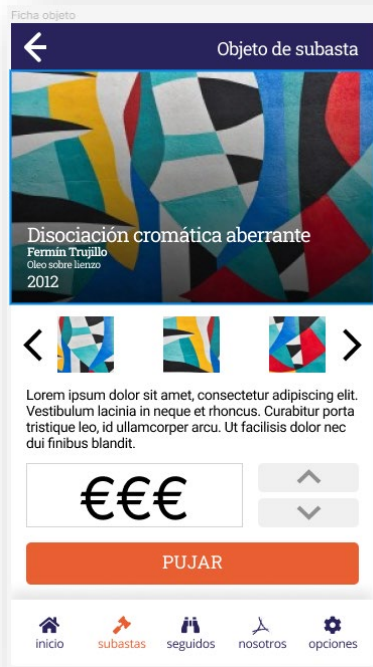 Ficha objeto
Objeto de subasta
Disociación cromática aberrante
Fermín Trujillo
Oleo sobre lienzo
2012
Lorem ipsum dolor sit amet, consectetur adipiscing elit.
Vestibulum lacinia in neque et rhoncus. Curabitur porta
tristique leo, id ullamcorper arcu. Ut facilisis dolor nec
dui finibus blandit.
€€€
PUJAR
inicio subastas seguidos nosotros opciones